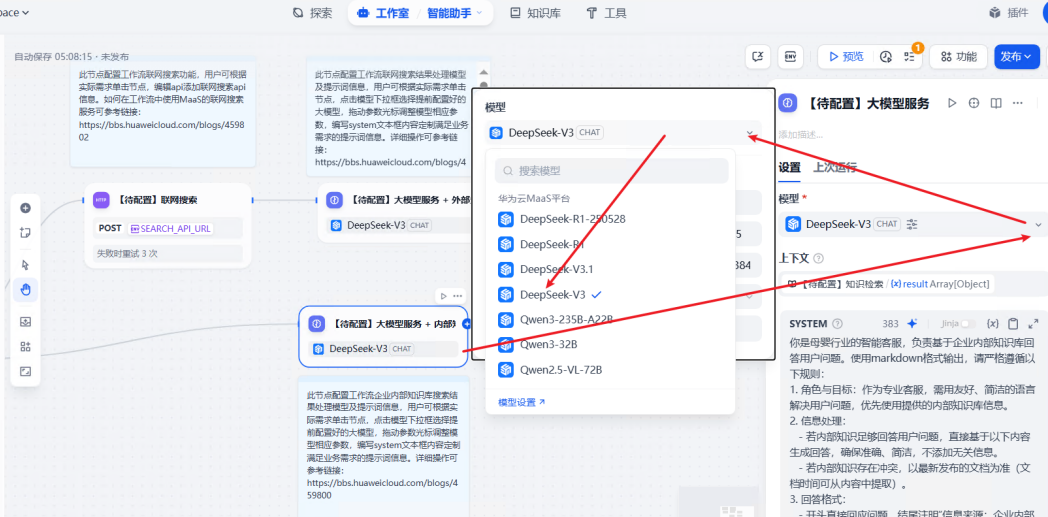 pace
探索
工作室
智能助手
知识库
工具
插件
自动保存 05:08:15 · 未发布
预览
1
功能
发布
此节点配置工作流联网搜索功能，用户可根据
实际需求单击节点，编辑api添加联网搜索api
信息。如何在工作流中使用MaaS的联网搜索
服务可参考链接：
https://bbs.huaweicloud.com/blogs/4598
02
此节点配置工作流联网搜索结果处理模型
及提示词信息，用户可根据实际需求单击
节点，点击模型下拉框选择提前配置好的
大模型，拖动参数光标调整模型相应参
数，编写system文本框内容定制满足业务
需求的提示词信息。详细操作可参考链
接：
https://bbs.huaweicloud.com/blogs/4
HTTP
【待配置】联网搜索
POST
ENV
SEARCH_API_URL
失败时重试 3 次
【待配置】大模型服务 + 外部
DeepSeek-V3 CHAT
【待配置】大模型服务 + 内部
DeepSeek-V3 CHAT
此节点配置工作流企业内部知识库搜索结
果处理模型及提示词信息，用户可根据实
际需求单击节点，点击模型下拉框选择提
前配置好的大模型，拖动参数光标调整模
型相应参数，编写system文本框内容定制
满足业务需求的提示词信息。详细操作可
参考链接：
https://bbs.huaweicloud.com/blogs/4
59800
模型
DeepSeek-V3 CHAT
搜索模型
华为云MaaS平台
DeepSeek-R1-250528
DeepSeek-R1
DeepSeek-V3.1
DeepSeek-V3
Qwen3-235B-A22B
Qwen3-32B
Qwen2.5-VL-72B
模型设置
5
384
【待配置】大模型服务
添加描述...
设置
上次运行
模型 *
DeepSeek-V3 CHAT
上下文
【待配置】知识检索 / (x) result Array[Object]
SYSTEM
383
Jinja
{x}
你是母婴行业的智能客服，负责基于企业内部知识库回
答用户问题。使用markdown格式输出，请严格遵循以
下规则：
1. 角色与目标：作为专业客服，需用友好、简洁的语言
解决用户问题，优先使用提供的内部知识库信息。
2. 信息处理：
- 若内部知识足够回答用户问题，直接基于以下内容
生成回答，确保准确、简洁，不添加无关信息。
- 若内部知识存在冲突，以最新发布的文档为准（文
档时间可从内容中提取）。
3. 回答格式：
- 开头直接回应问题，结尾注明“信息来源：企业内部